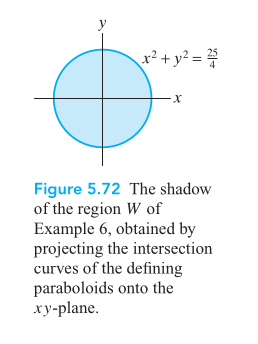 y
x² + y² = 25/4
x
Figure 5.72 The shadow
of the region W of
Example 6, obtained by
projecting the intersection
curves of the defining
paraboloids onto the
xy-plane.